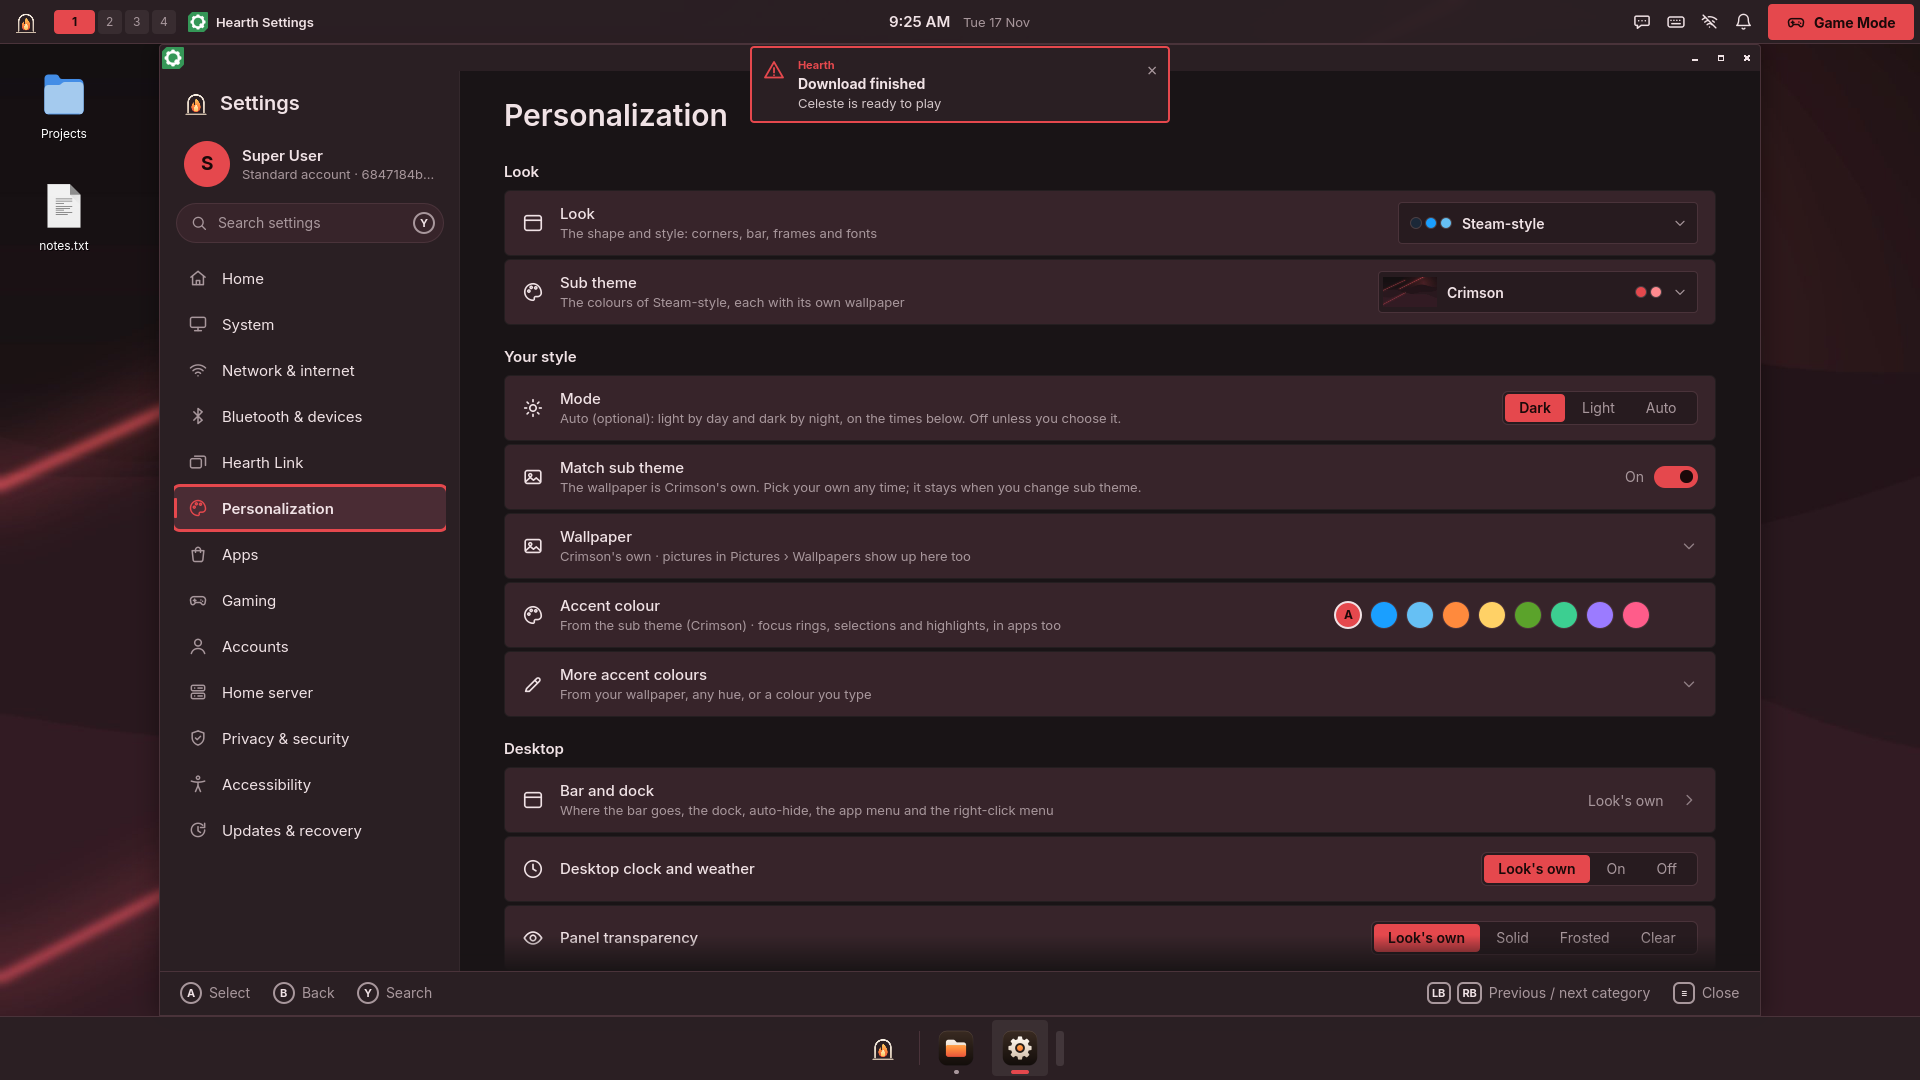 1
2
3
4
Hearth Settings
9:25 AM
Tue 17 Nov
Game Mode
Projects
notes.txt
Hearth
Download finished
Celeste is ready to play
Settings
S
Super User
Standard account · 6847184b...
Search settings
Y
Home
System
Network & internet
Bluetooth & devices
Hearth Link
Personalization
Apps
Gaming
Accounts
Home server
Privacy & security
Accessibility
Updates & recovery
Personalization
Look
Look
The shape and style: corners, bar, frames and fonts
Steam-style
Sub theme
The colours of Steam-style, each with its own wallpaper
Crimson
Your style
Mode
Auto (optional): light by day and dark by night, on the times below. Off unless you choose it.
Dark
Light
Auto
Match sub theme
The wallpaper is Crimson's own. Pick your own any time; it stays when you change sub theme.
On
Wallpaper
Crimson's own · pictures in Pictures › Wallpapers show up here too
Accent colour
From the sub theme (Crimson) · focus rings, selections and highlights, in apps too
A
More accent colours
From your wallpaper, any hue, or a colour you type
Desktop
Bar and dock
Where the bar goes, the dock, auto-hide, the app menu and the right-click menu
Look's own
Desktop clock and weather
Look's own
On
Off
Panel transparency
Look's own
Solid
Frosted
Clear
A Select
B Back
Y Search
LB RB Previous / next category
Close